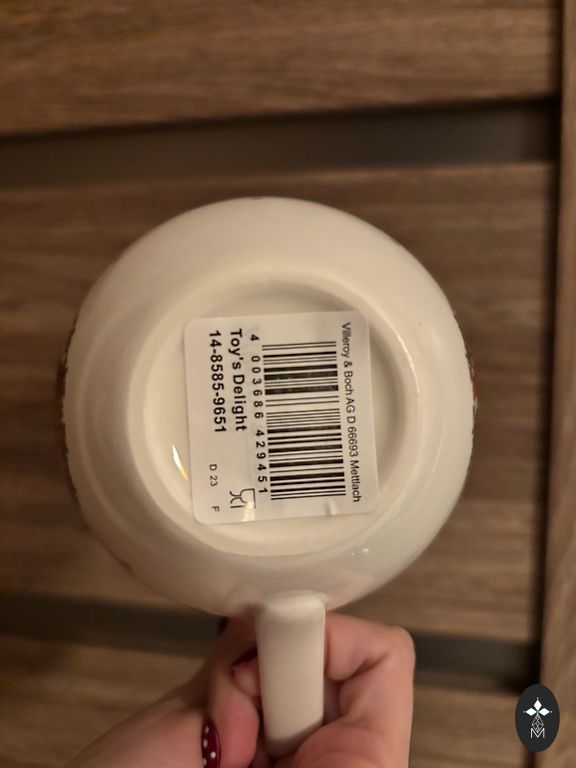 Villeroy & Boch AG D 66693 Mettlach
4 003686 429451
Toy's Delight
14-8585-9651
D 23
F
M